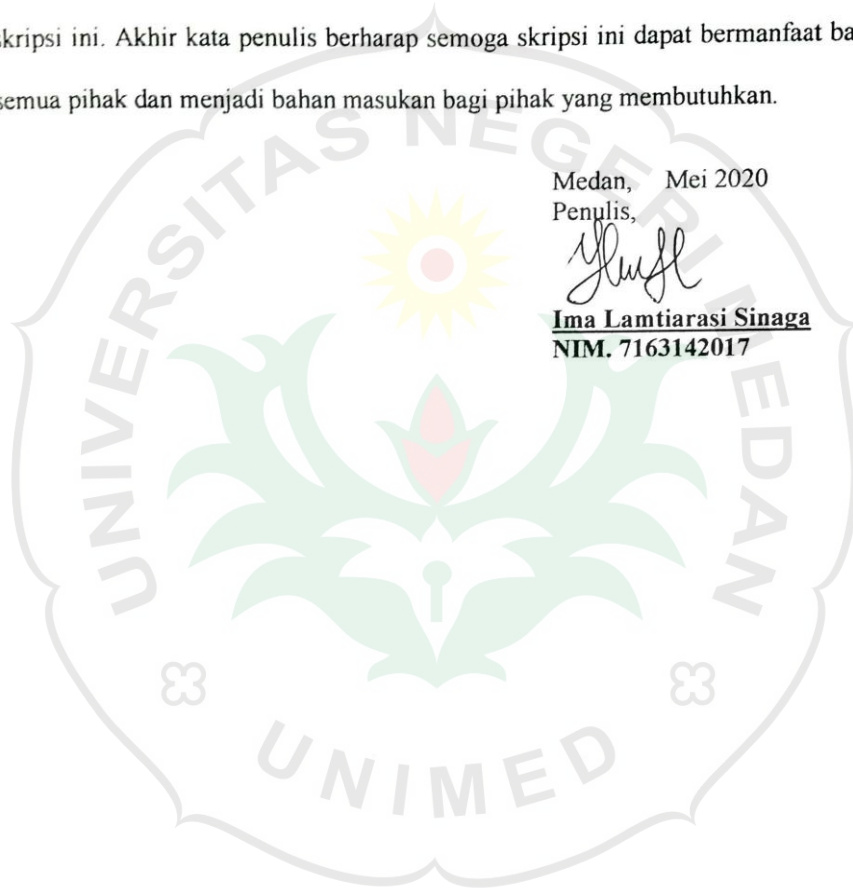 skripsi ini. Akhir kata penulis berharap semoga skripsi ini dapat bermanfaat ba
semua pihak dan menjadi bahan masukan bagi pihak yang membutuhkan.
Medan, Mei 2020
Penulis,
Ima Lamtiarasi Sinaga
NIM. 7163142017
UNIVERSITAS NEGERI MEDAN
UNIMED